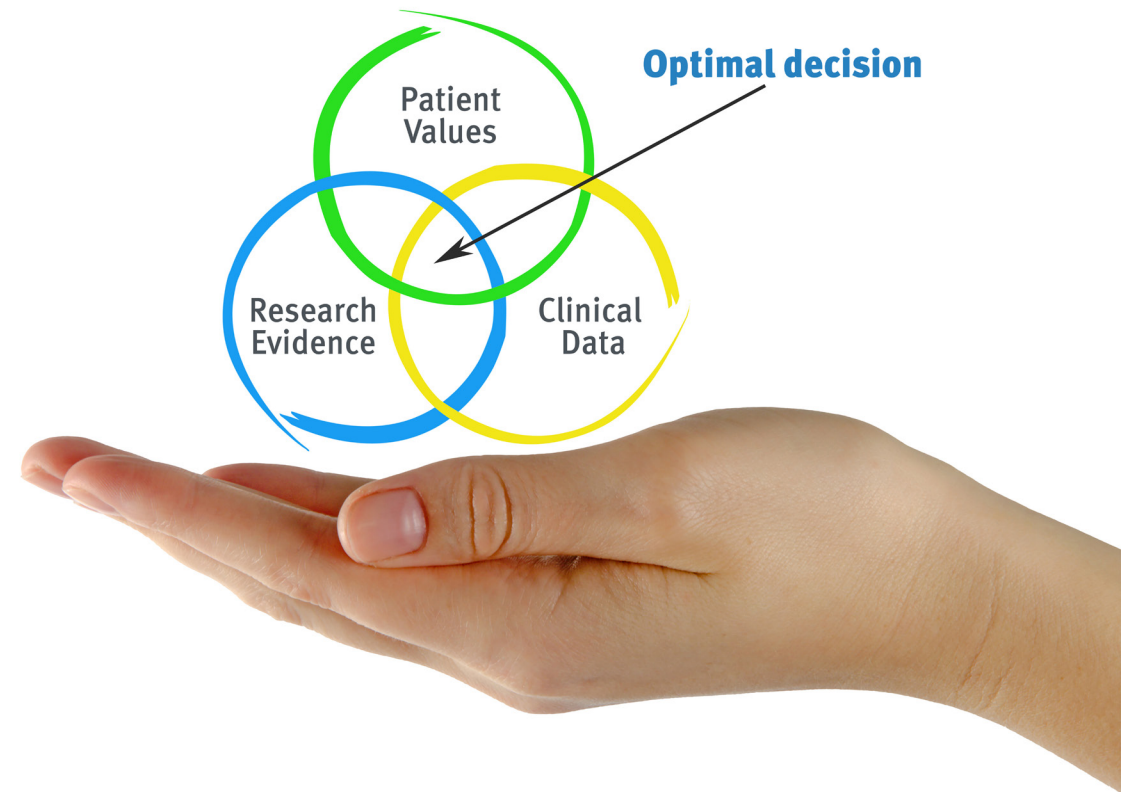 Optimal decision
Patient
Values
Research
Evidence
Clinical
Data